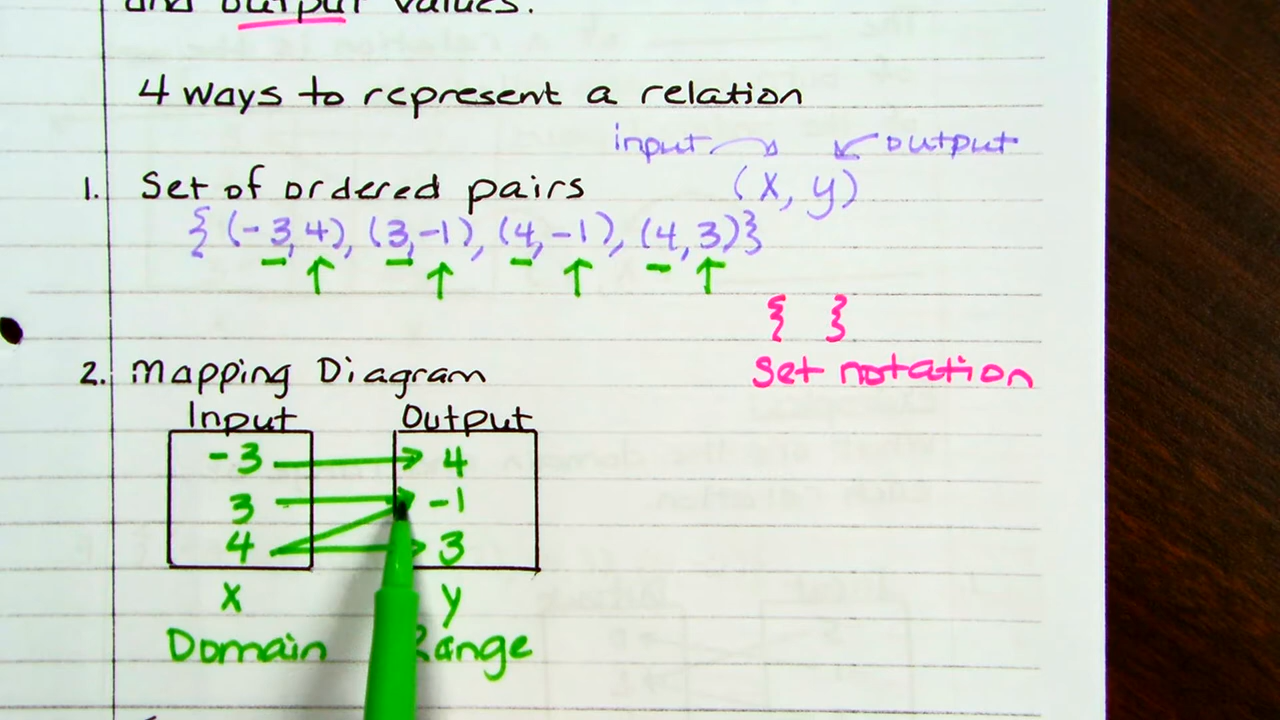 and output values.
4 ways to represent a relation
input output
1. Set of ordered pairs (x, y)
{(-3,4), (3,-1), (4,-1), (4,3)}
{ }
Set notation
2. Mapping Diagram
Input Output
-3 4
3 -1
4 3
x y
Domain Range